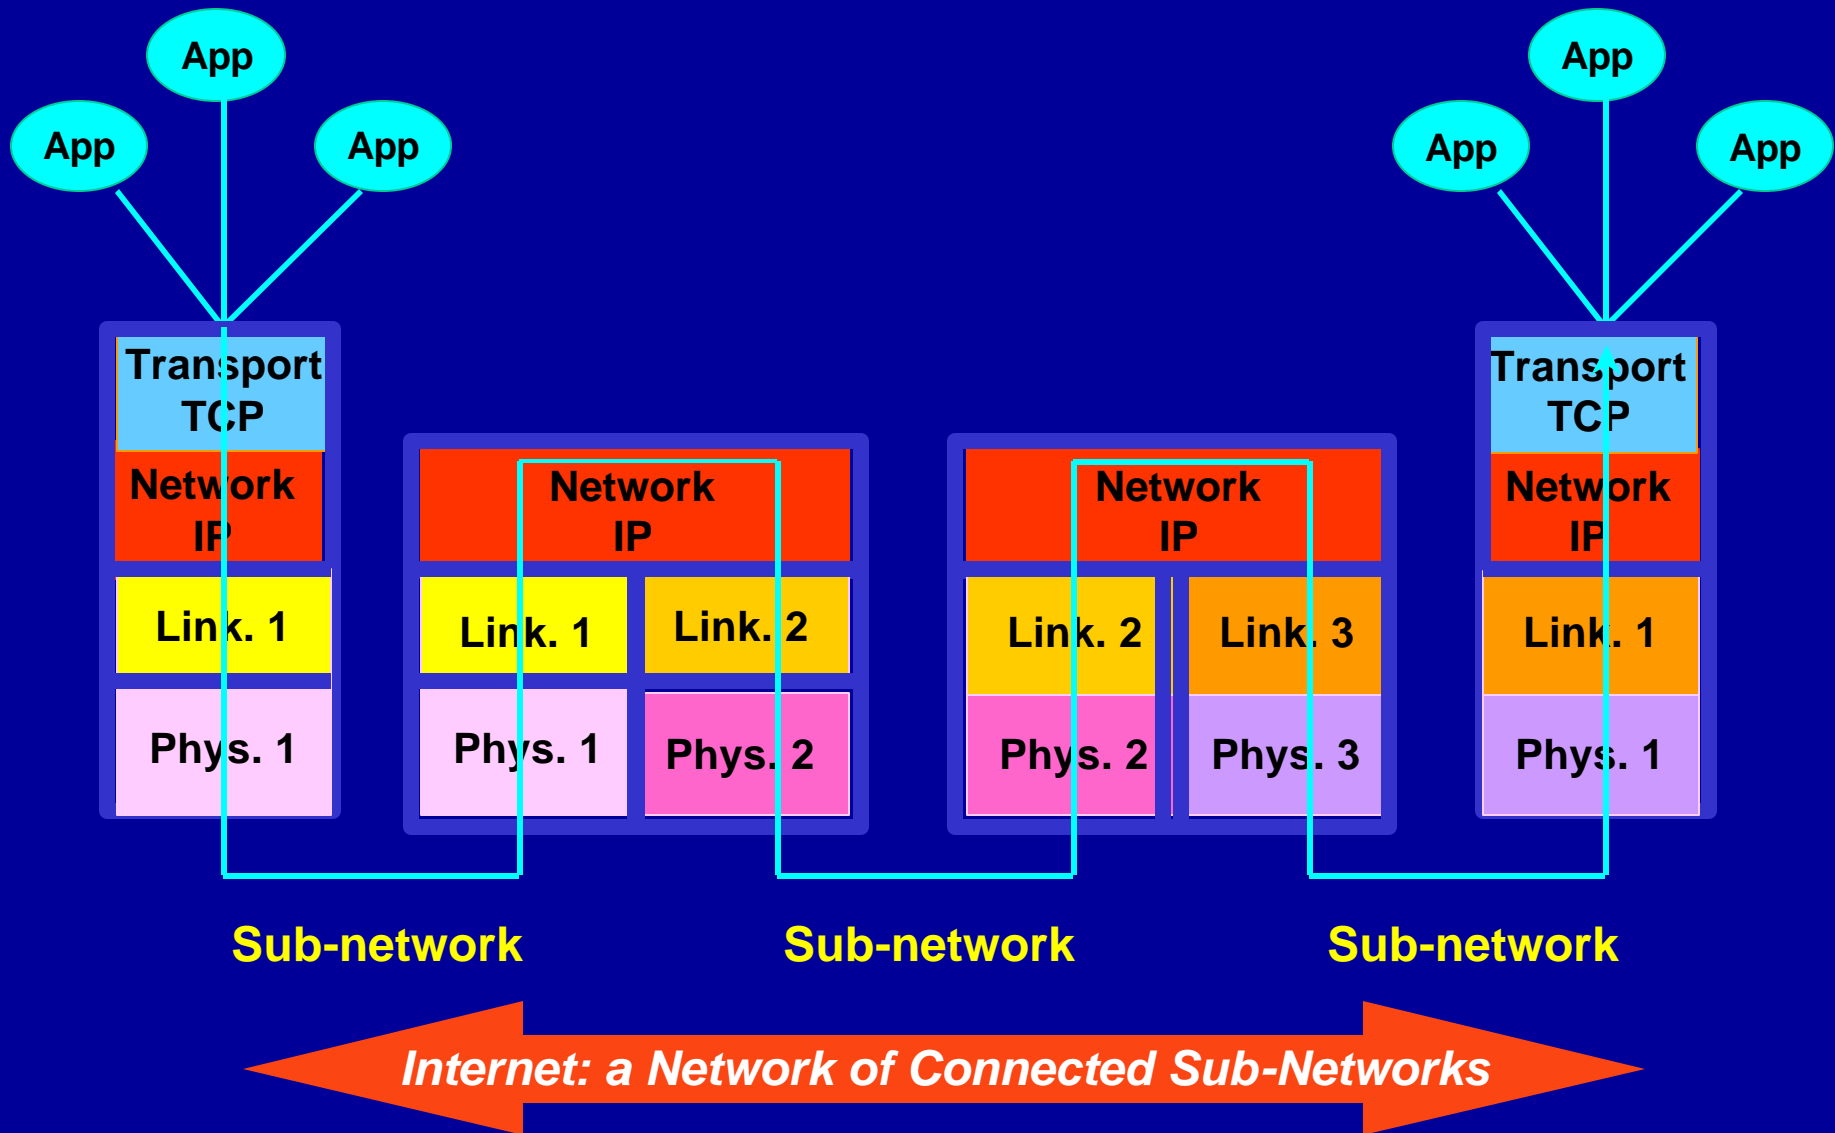 App
App
App
App
App
App
Transport
TCP
Network
IP
Link. 1
Phys. 1
Network
IP
Link. 1
Link. 2
Phys. 1
Phys. 2
Network
IP
Link. 2
Link. 3
Phys. 2
Phys. 3
Transport
TCP
Network
IP
Link. 1
Phys. 1
Sub-network
Sub-network
Sub-network
Internet: a Network of Connected Sub-Networks